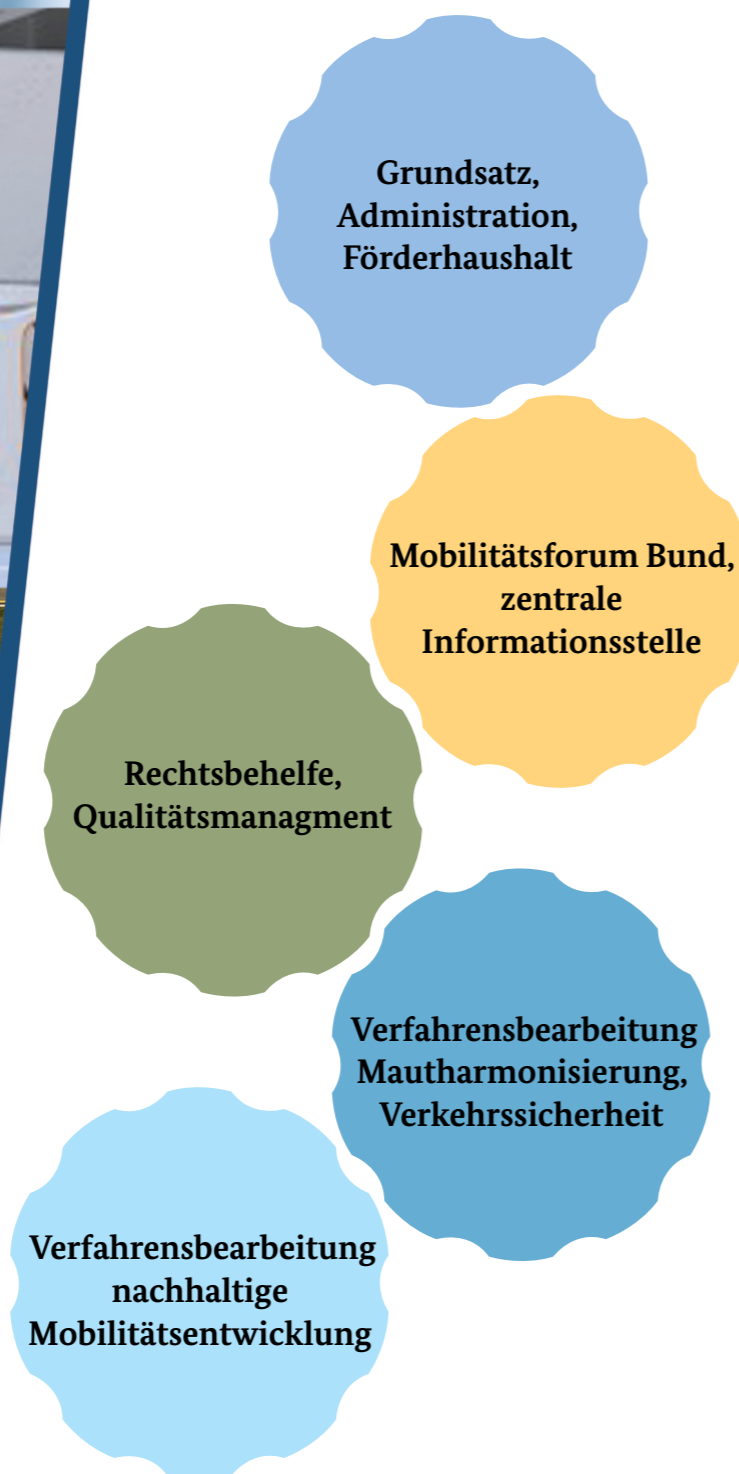 Grundsatz,
Administration,
Förderhaushalt
Mobilitätsforum Bund,
zentrale
Informationsstelle
Rechtsbehelfe,
Qualitätsmanagment
Verfahrensbearbeitung
Mautharmonisierung,
Verkehrssicherheit
Verfahrensbearbeitung
nachhaltige
Mobilitätsentwicklung